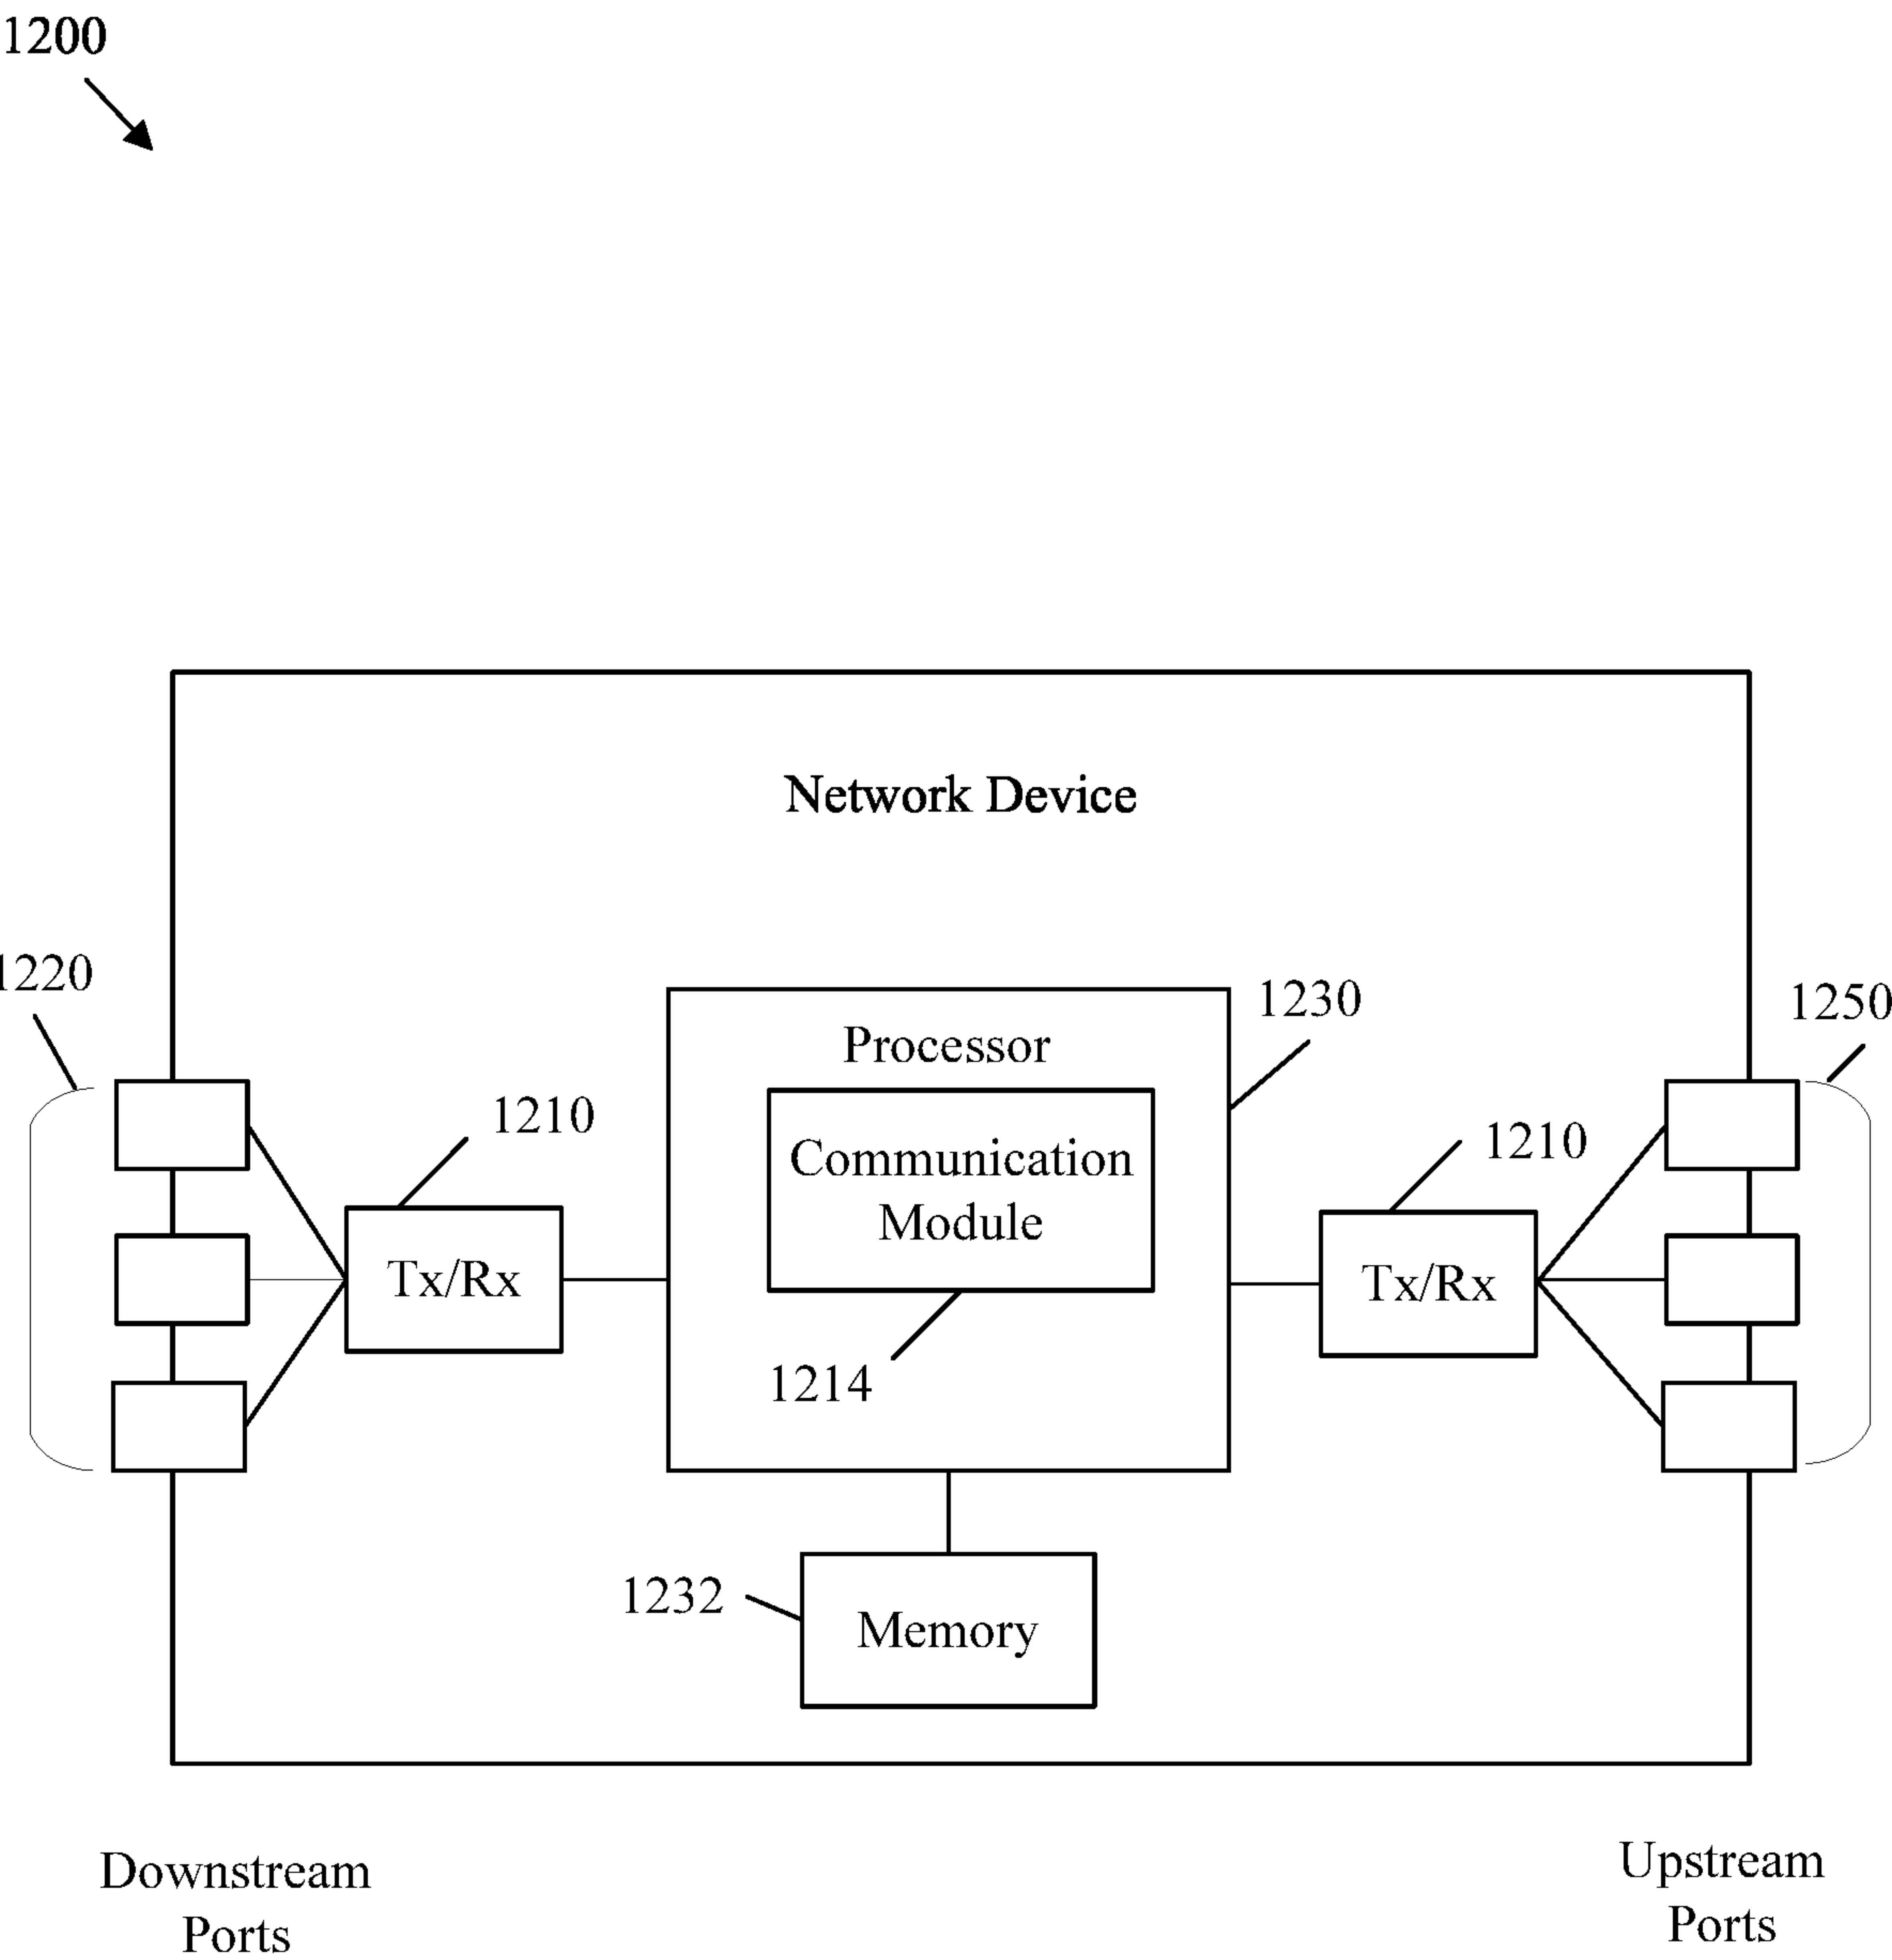 1200
Network Device
1220
1230
1250
Processor
1210
1210
Communication
Module
Tx/Rx
Tx/Rx
1214
1232
Memory
Downstream
Ports
Upstream
Ports